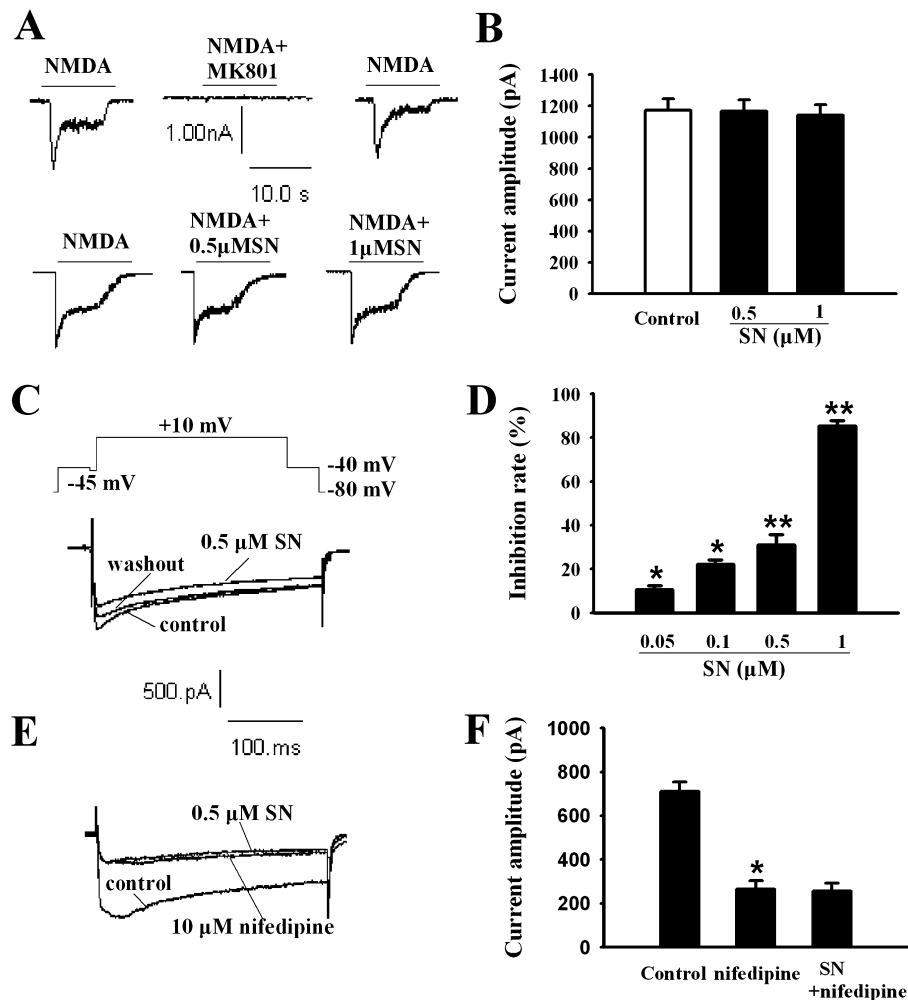 A
NMDA
NMDA+
MK801
NMDA
1.00nA
10.0 s
NMDA
NMDA+
0.5μMSN
NMDA+
1μMSN
B
Current amplitude (pA)
1400
1200
1000
800
600
400
200
0
Control
0.5
1
SN (μM)
C
+10 mV
-40 mV
-45 mV
-80 mV
0.5 μM SN
washout
control
500.pA
100.ms
D
Inhibition rate (%)
100
80
60
40
20
0
*
*
**
**
0.05
0.1
0.5
1
SN (μM)
E
0.5 μM SN
control
10 μM nifedipine
F
Current amplitude (pA)
1000
800
600
400
200
0
*
Control
nifedipine
SN
+nifedipine